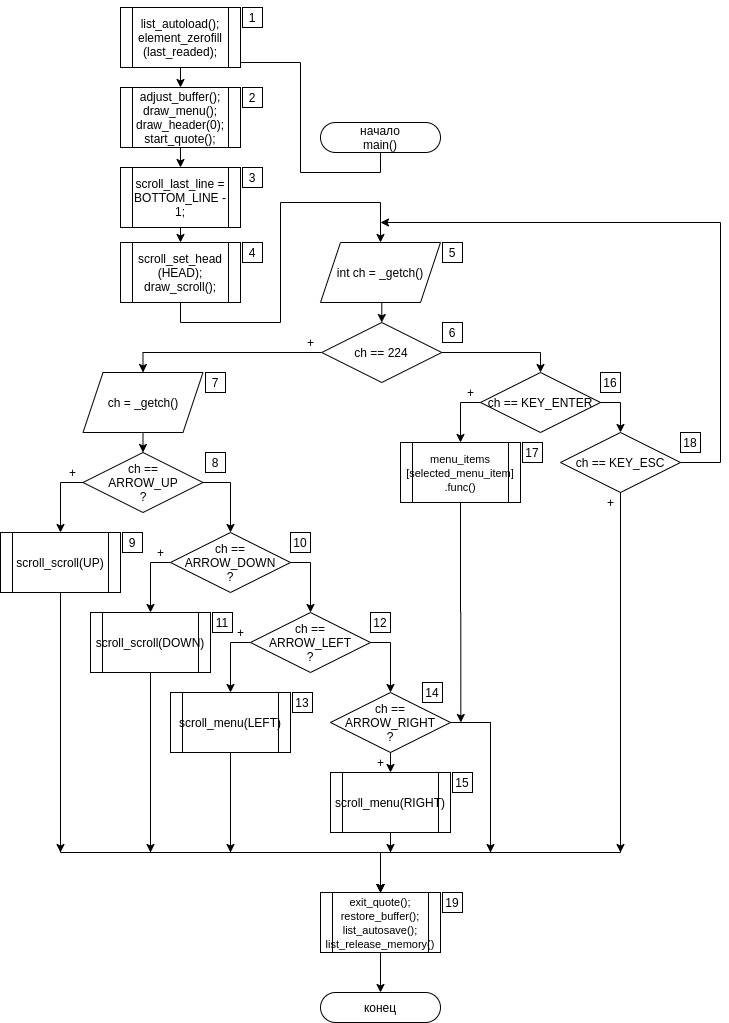 list_autoload();
element_zerofill
(last_readed);
1
adjust_buffer();
draw_menu();
draw_header(0);
start_quote();
2
начало
main()
scroll_last_line =
BOTTOM_LINE -
1;
3
scroll_set_head
(HEAD);
draw_scroll();
4
int ch = _getch()
5
ch == 224
6
+
ch = _getch()
7
ch == KEY_ENTER
16
+
ch == KEY_ESC
18
+
menu_items
[selected_menu_item]
.func()
17
ch ==
ARROW_UP
?
8
+
scroll_scroll(UP)
9
ch ==
ARROW_DOWN
?
10
+
scroll_scroll(DOWN)
11
ch ==
ARROW_LEFT
?
12
+
scroll_menu(LEFT)
13
ch ==
ARROW_RIGHT
?
14
+
scroll_menu(RIGHT)
15
exit_quote();
restore_buffer();
list_autosave();
list_release_memory()
19
конец